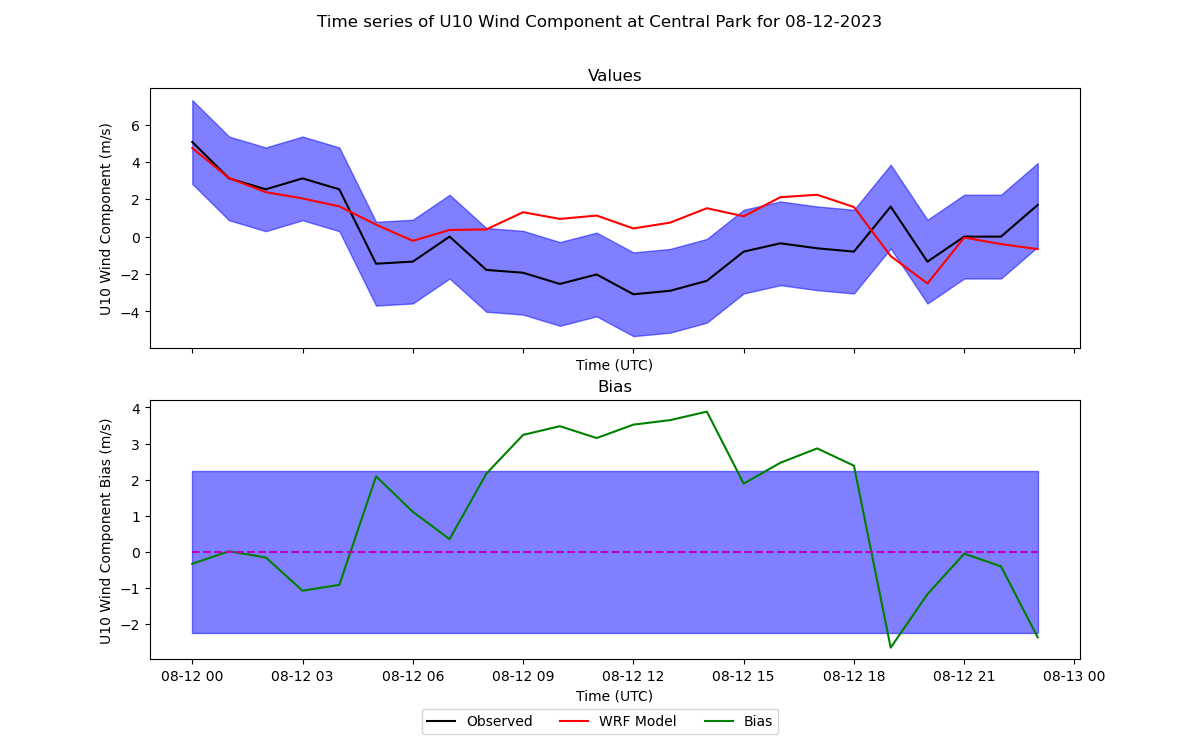 Time series of U10 Wind Component at Central Park for 08-12-2023
Values
U10 Wind Component (m/s)
6
4
2
0
−2
−4
Time (UTC)
Bias
U10 Wind Component Bias (m/s)
4
3
2
1
0
−1
−2
08-12 00 08-12 03 08-12 06 08-12 09 08-12 12 08-12 15 08-12 18 08-12 21 08-13 00
Time (UTC)
Observed WRF Model Bias